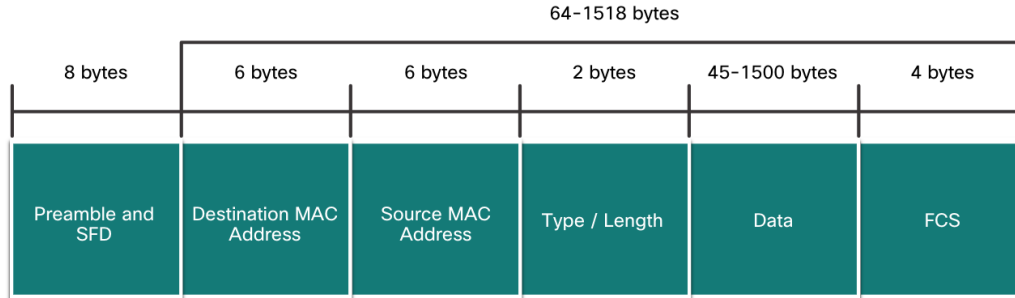 64-1518 bytes
8 bytes
6 bytes
6 bytes
2 bytes
45-1500 bytes
4 bytes
Preamble and
SFD
Destination MAC
Address
Source MAC
Address
Type / Length
Data
FCS